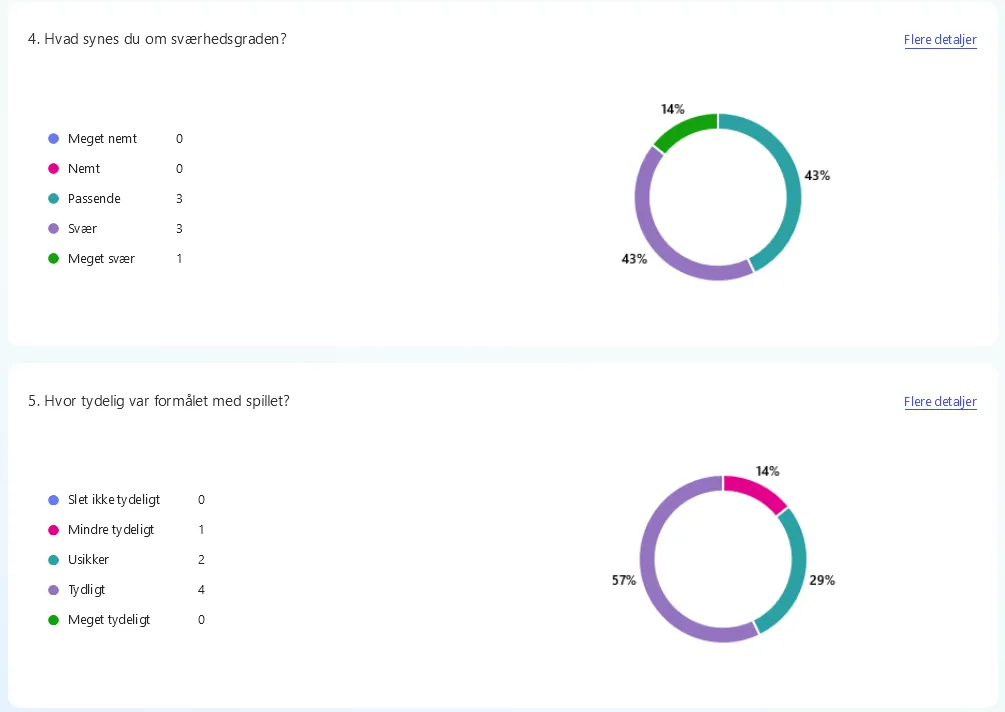 4. Hvad synes du om sværhedsgraden?
Flere detaljer
Meget nemt 0
Nemt 0
Passende 3
Svær 3
Meget svær 1
14%
43%
43%
5. Hvor tydelig var formålet med spillet?
Flere detaljer
Slet ikke tydeligt 0
Mindre tydeligt 1
Usikker 2
Tydligt 4
Meget tydeligt 0
14%
57%
29%